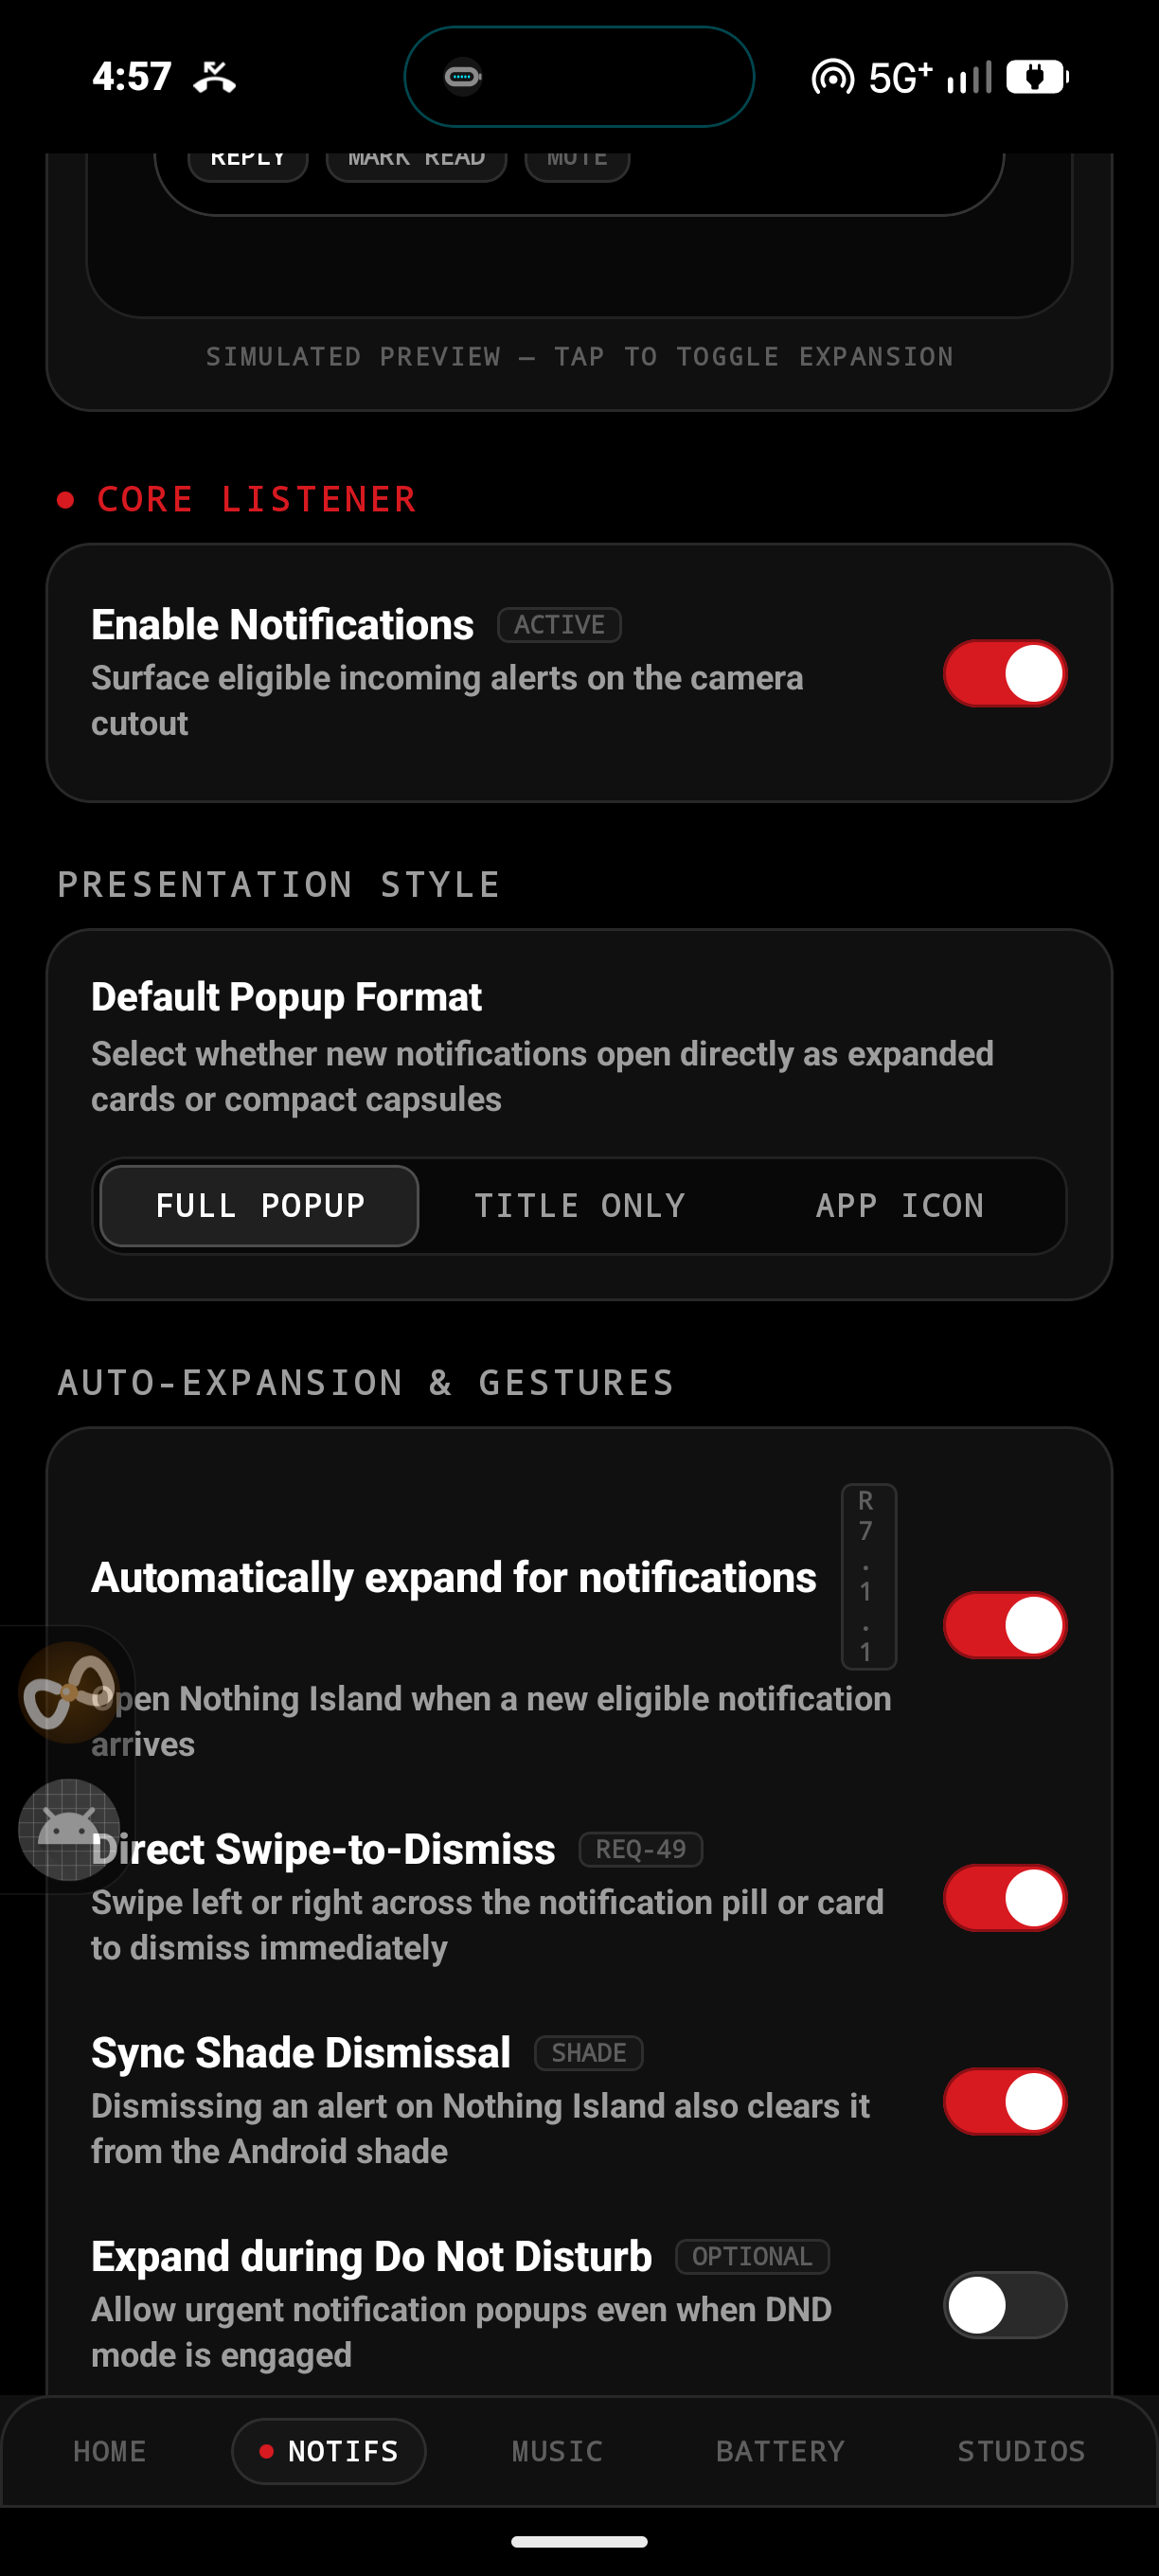 4:57
5G+
REPLY MARK READ MUTE
SIMULATED PREVIEW — TAP TO TOGGLE EXPANSION
CORE LISTENER
Enable Notifications ACTIVE
Surface eligible incoming alerts on the camera
cutout
PRESENTATION STYLE
Default Popup Format
Select whether new notifications open directly as expanded
cards or compact capsules
FULL POPUP TITLE ONLY APP ICON
AUTO-EXPANSION & GESTURES
Automatically expand for notifications R7.1.1
Open Nothing Island when a new eligible notification
arrives
Direct Swipe-to-Dismiss REQ-49
Swipe left or right across the notification pill or card
to dismiss immediately
Sync Shade Dismissal SHADE
Dismissing an alert on Nothing Island also clears it
from the Android shade
Expand during Do Not Disturb OPTIONAL
Allow urgent notification popups even when DND
mode is engaged
HOME NOTIFS MUSIC BATTERY STUDIOS